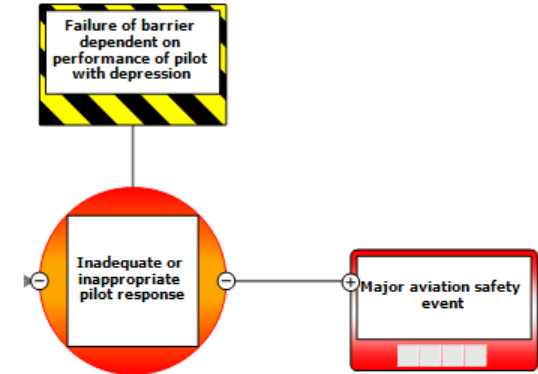 Failure of barrier
dependent on
performance of pilot
with depression
Inadequate or
inappropriate
pilot response
Major aviation safety
event